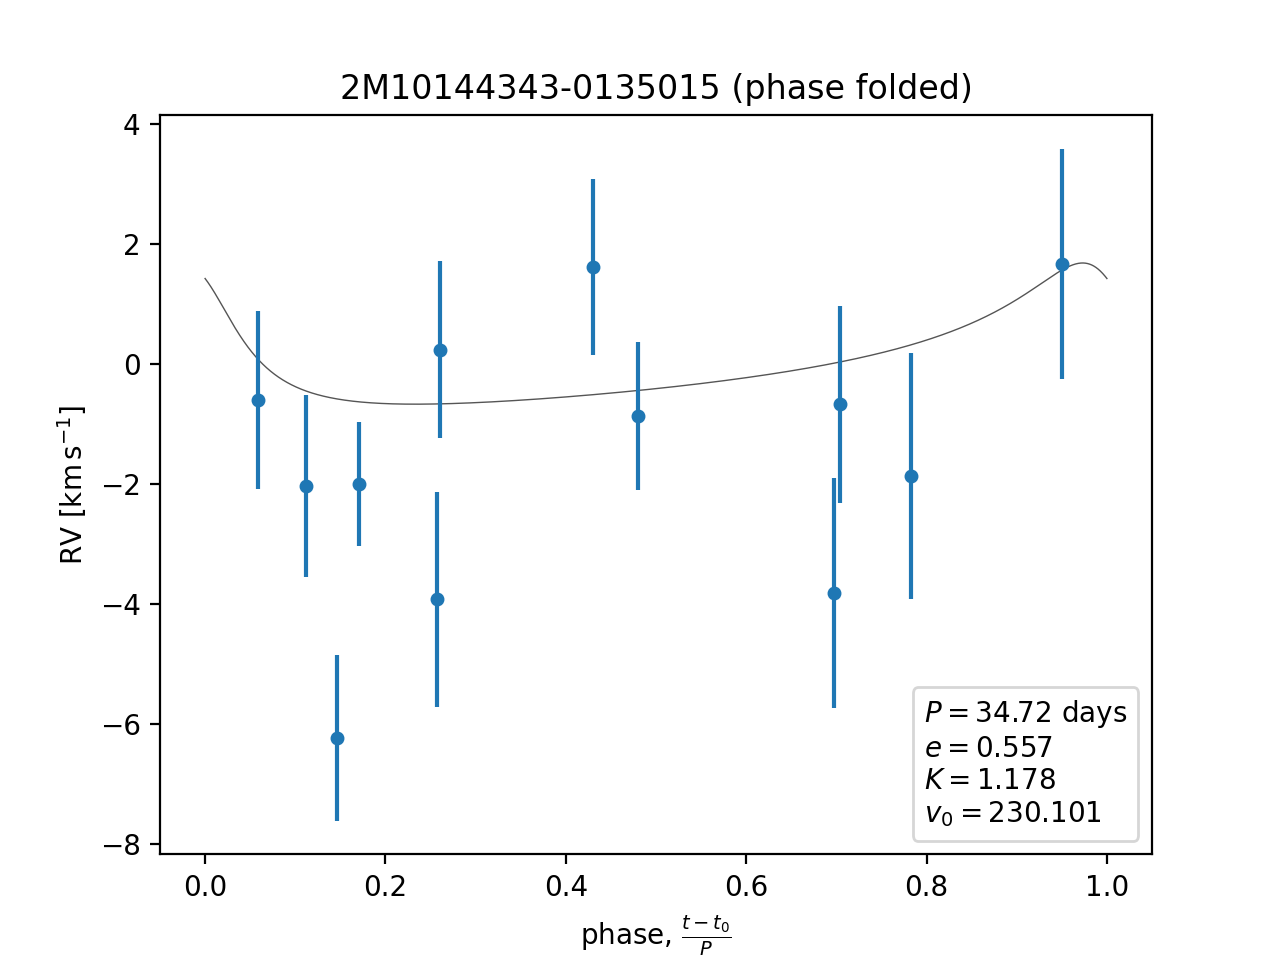 2M10144343-0135015 (phase folded)
4
2
0
−2
−4
−6
−8
RV [km s⁻¹]
0.0 0.2 0.4 0.6 0.8 1.0
phase, (t − t₀)/P
P = 34.72 days
e = 0.557
K = 1.178
v₀ = 230.101